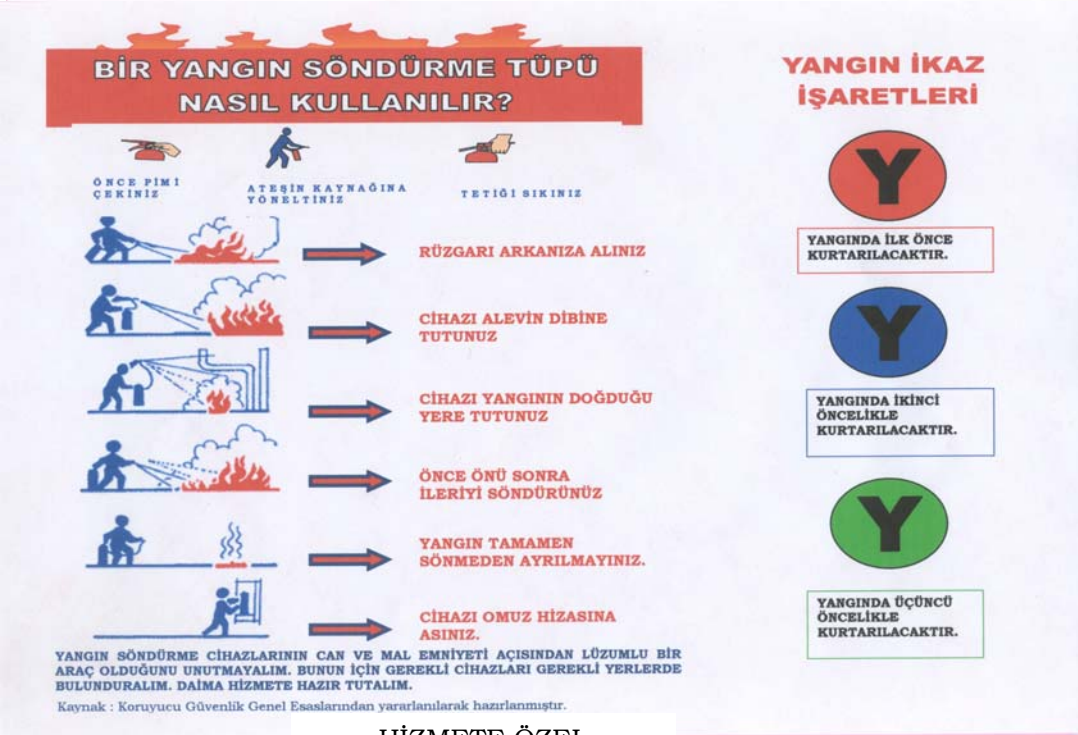 BİR YANGIN SÖNDÜRME TÜPÜ
NASIL KULLANILIR?
ÖNCE PİMİ
ÇEKİNİZ
ATEŞİN KAYNAĞINA
YÖNELTİNİZ
TETİĞİ SIKINIZ
RÜZGARI ARKANIZA ALINIZ
CİHAZI ALEVİN DİBİNE
TUTUNUZ
CİHAZI YANGININ DOĞDUĞU
YERE TUTUNUZ
ÖNCE ÖNÜ SONRA
İLERİYİ SÖNDÜRÜNÜZ
YANGIN TAMAMEN
SÖNMEDEN AYRILMAYINIZ.
CİHAZI OMUZ HİZASINA
ASINIZ.
YANGIN SÖNDÜRME CİHAZLARININ CAN VE MAL EMNİYETİ AÇISINDAN LÜZUMLU BİR
ARAÇ OLDUĞUNU UNUTMAYALIM. BUNUN İÇİN GEREKLİ CİHAZLARI GEREKLİ YERLERDE
BULUNDURALIM. DAİMA HİZMETE HAZIR TUTALIM.
Kaynak : Koruyucu Güvenlik Genel Esaslarından yararlanılarak hazırlanmıştır.
YANGIN İKAZ
İŞARETLERİ
Y
YANGINDA İLK ÖNCE
KURTARILACAKTIR.
Y
YANGINDA İKİNCİ
ÖNCELİKLE
KURTARILACAKTIR.
Y
YANGINDA ÜÇÜNCÜ
ÖNCELİKLE
KURTARILACAKTIR.
HİZMETE ÖZEL